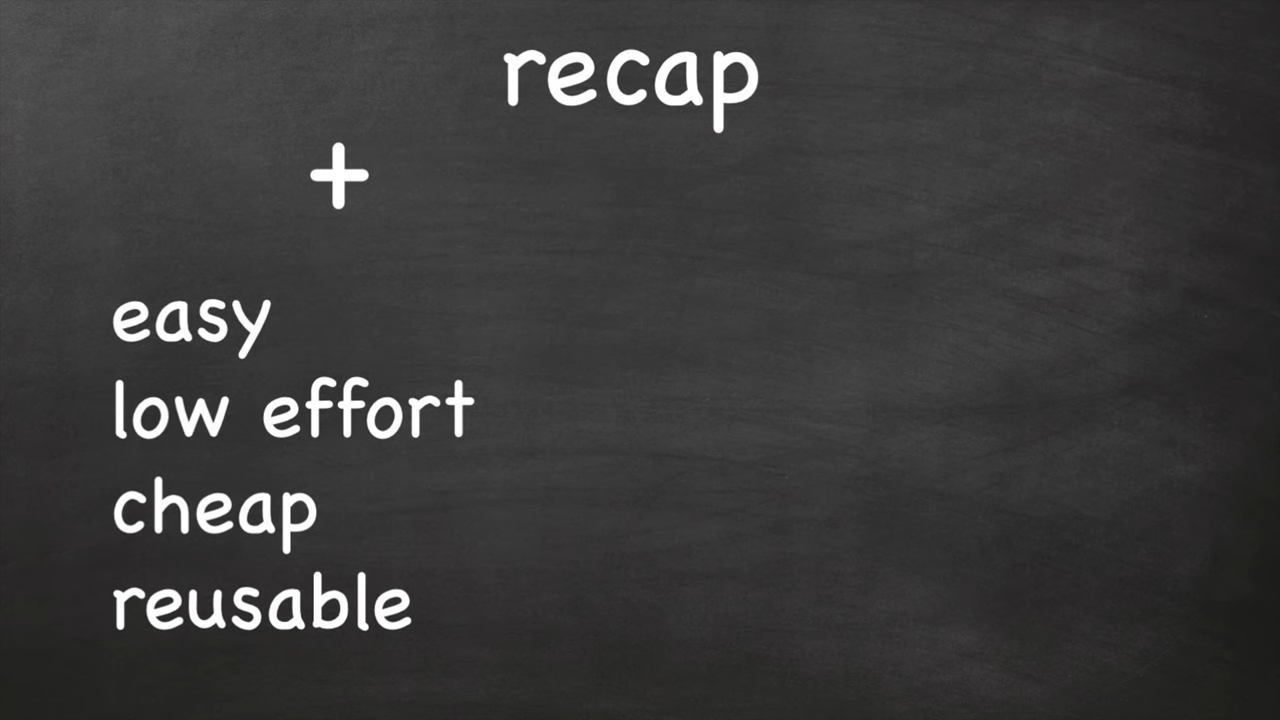 recap
+
easy
low effort
cheap
reusable